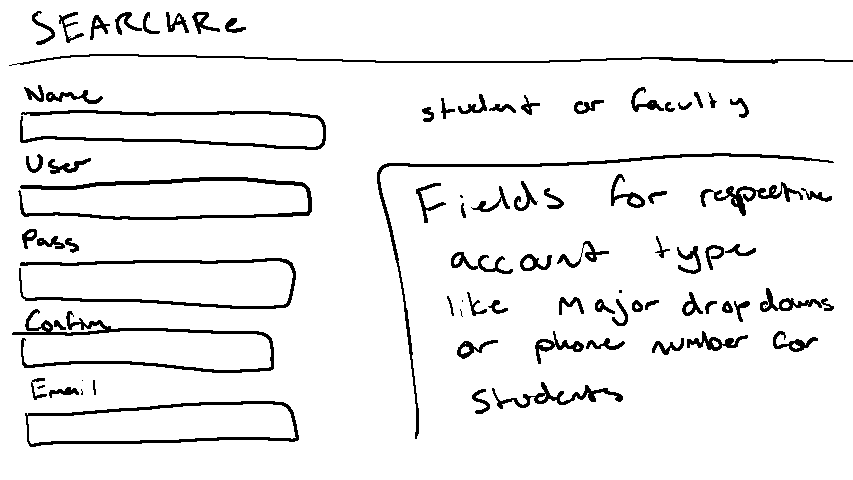 SEARCHRe
Name
User
Pass
Confirm
Email
student or faculty
Fields for respective
account type
like Major dropdowns
or phone number for
students